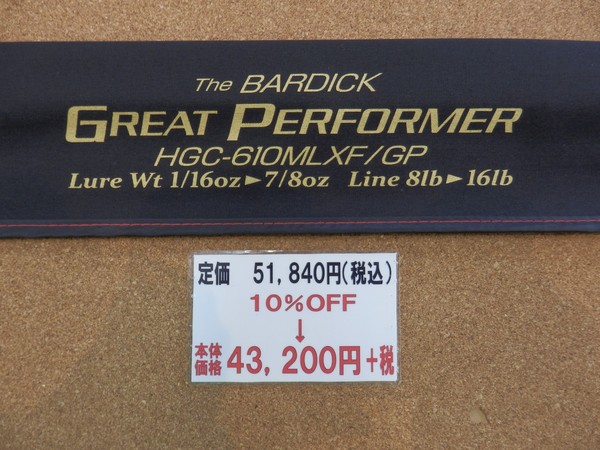 The BARDICK
GREAT PERFORMER
HGC-610MLXF/GP
Lure Wt 1/16oz►7/8oz Line 8lb►16lb
定価 51,840円(税込)
10%OFF
↓
本体価格 43,200円+税